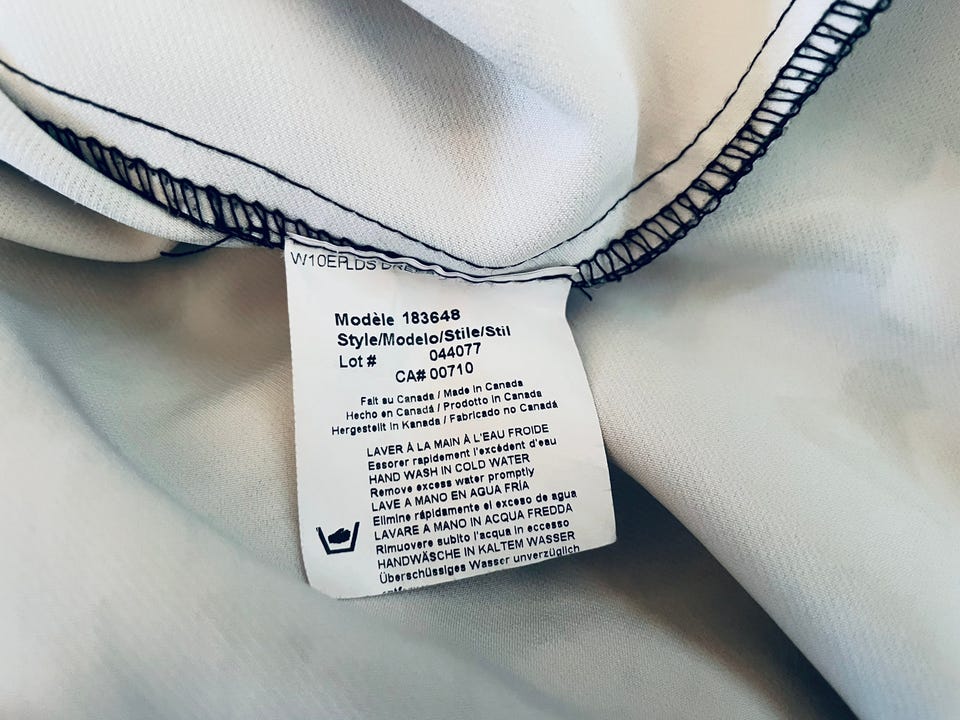 W10EPLDS
Modèle 183648
Style/Modelo/Stile/Stil
Lot # 044077
CA# 00710
Fait au Canada / Made in Canada
Hecho en Canadá / Prodotto in Canada
Hergestellt in Kanada / Fabricado no Canadá
LAVER À LA MAIN À L'EAU FROIDE
Essorer rapidement l'excédent d'eau
HAND WASH IN COLD WATER
Remove excess water promptly
LAVE A MANO EN AGUA FRÍA
Elimine rápidamente el exceso de agua
LAVARE A MANO IN ACQUA FREDDA
Rimuovere subito l'acqua in eccesso
HANDWÄSCHE IN KALTEM WASSER
Überschüssiges Wasser unverzüglich